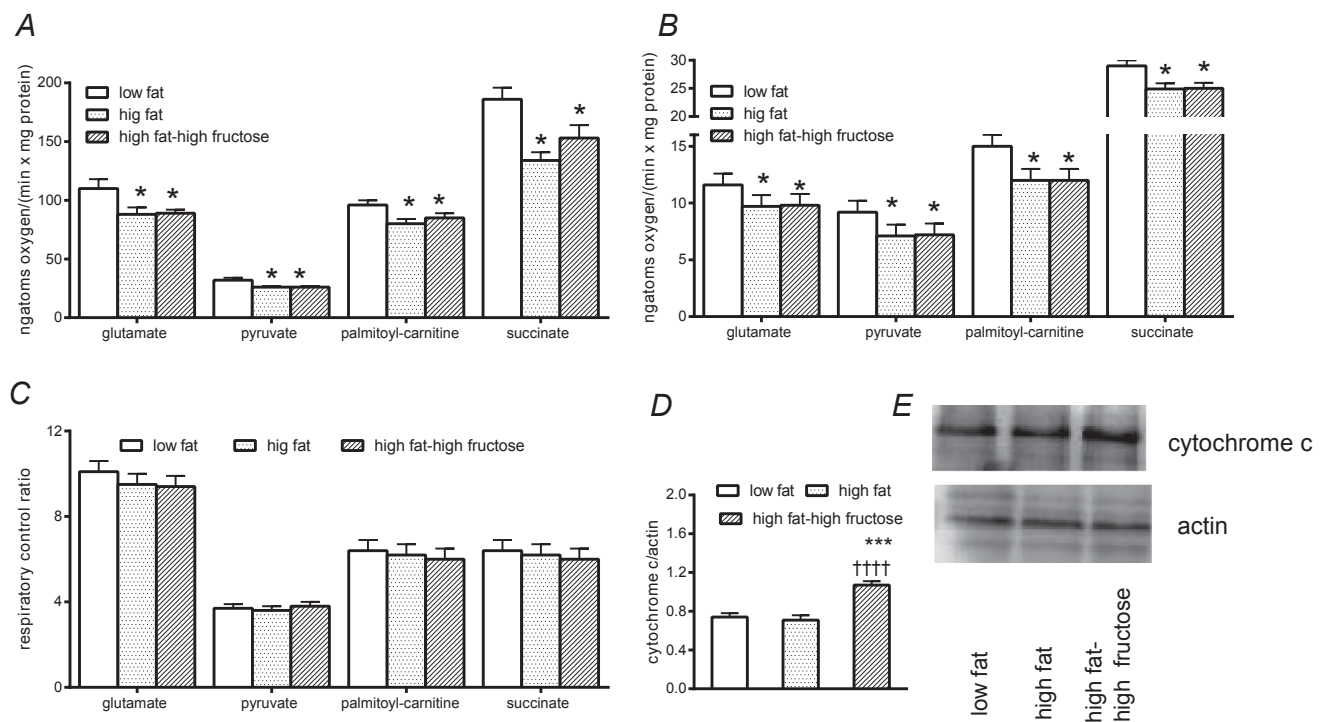 A
ngatoms oxygen/(min x mg protein)
200
150
100
50
0
low fat
hig fat
high fat-high fructose
* * * * * * * *
glutamate pyruvate palmitoyl-carnitine succinate
B
ngatoms oxygen/(min x mg protein)
30
25
20
15
10
5
0
low fat
hig fat
high fat-high fructose
* * * * * * * *
glutamate pyruvate palmitoyl-carnitine succinate
C
respiratory control ratio
12
8
4
0
low fat hig fat high fat-high fructose
glutamate pyruvate palmitoyl-carnitine succinate
D
cytochrome c/actin
2.0
1.6
1.2
0.8
0.4
0.0
low fat high fat
high fat-high fructose
***
††††
E
cytochrome c
actin
low fat
high fat
high fat-
high fructose